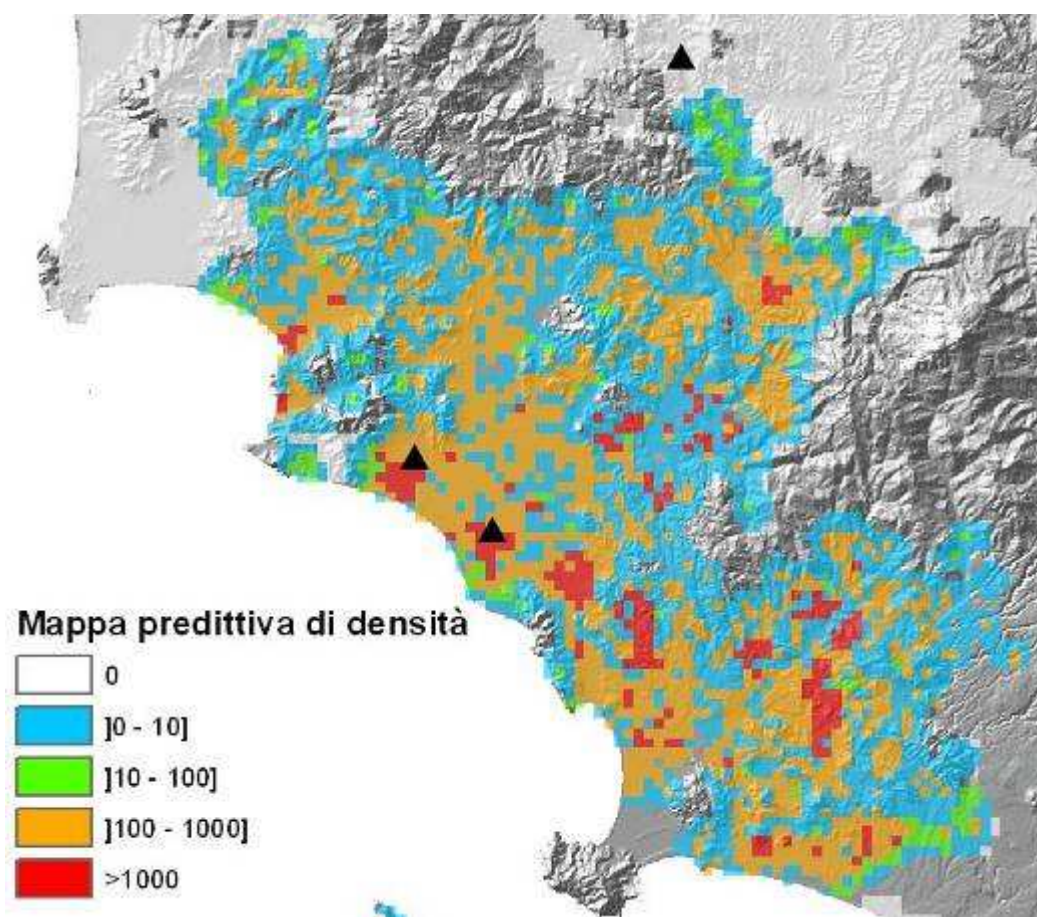 Mappa predittiva di densità
0
]0 - 10]
]10 - 100]
]100 - 1000]
>1000